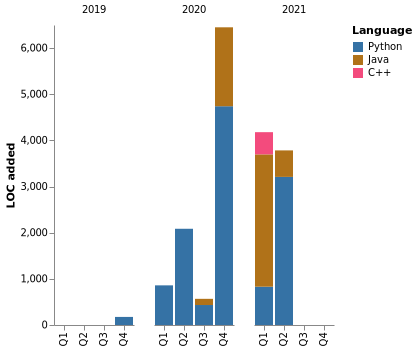 2019 2020 2021
Language
Python
Java
C++
LOC added
6,000
5,000
4,000
3,000
2,000
1,000
0
Q1 Q2 Q3 Q4 Q1 Q2 Q3 Q4 Q1 Q2 Q3 Q4